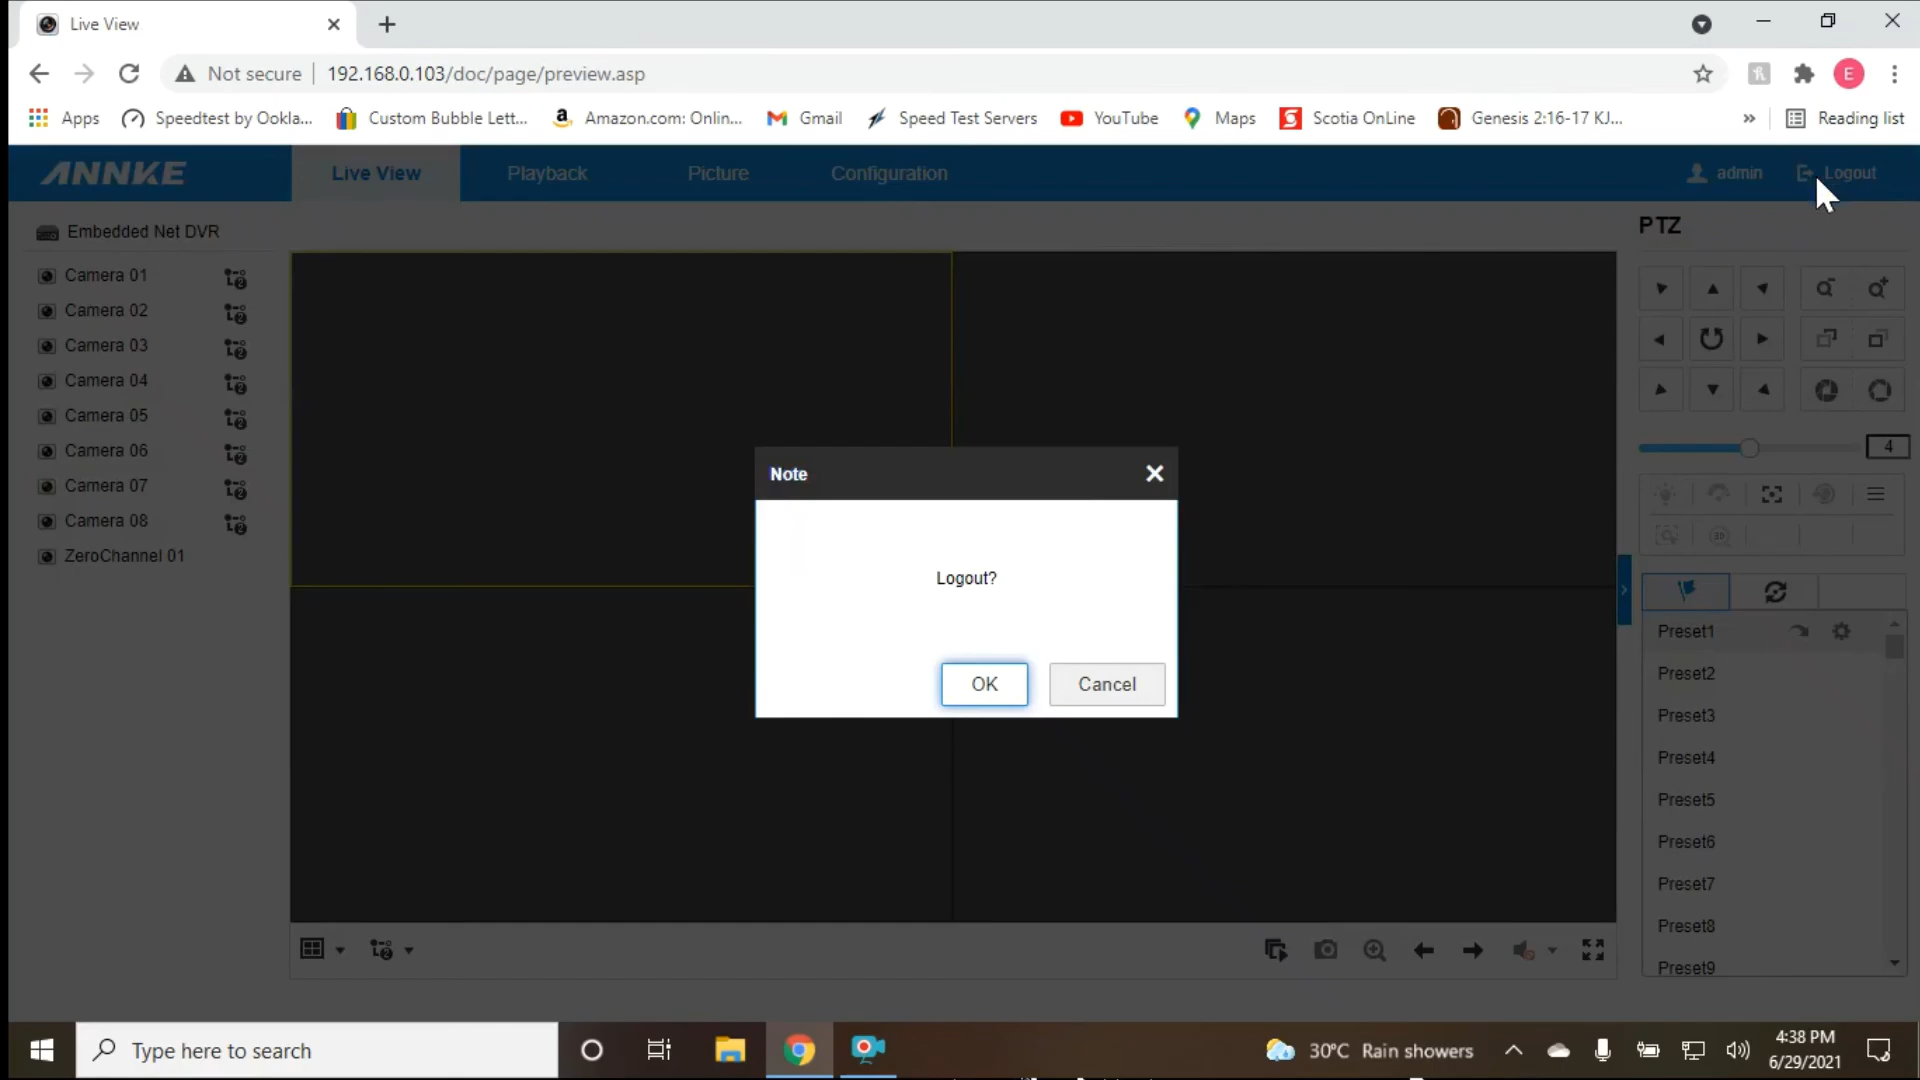 Live View
Not secure
192.168.0.103/doc/page/preview.asp
E
Apps
Speedtest by Ookla...
Custom Bubble Lett...
Amazon.com: Onlin...
Gmail
Speed Test Servers
YouTube
Maps
Scotia OnLine
Genesis 2:16-17 KJ...
»
Reading list
ANNKE
Live View
Playback
Picture
Configuration
admin
Logout
Embedded Net DVR
Camera 01
Camera 02
Camera 03
Camera 04
Camera 05
Camera 06
Camera 07
Camera 08
ZeroChannel 01
PTZ
4
3D
Preset1
Preset2
Preset3
Preset4
Preset5
Preset6
Preset7
Preset8
Preset9
Note
Logout?
OK
Cancel
Type here to search
30°C Rain showers
4:38 PM
6/29/2021